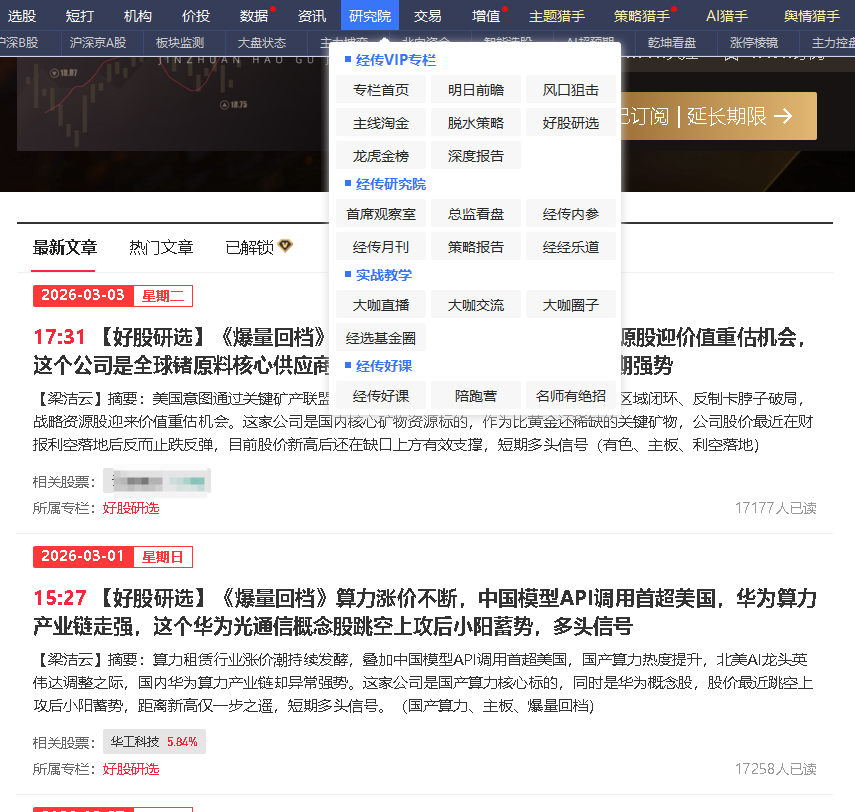 选股 短打 机构 价投 数据 资讯 研究院 交易 增值 主题猎手 策略猎手 AI猎手 舆情猎手
沪深B股 沪深京A股 板块监测 大盘状态 乾坤看盘 涨停棱镜 主力控盘
JINZHUAN HAO GU J
18.87
18.75
已订阅 | 延长期限 →
经传VIP专栏
专栏首页 明日前瞻 风口狙击
主线淘金 脱水策略 好股研选
龙虎金榜 深度报告
经传研究院
首席观察室 总监看盘 经传内参
经传月刊 策略报告 经经乐道
实战教学
大咖直播 大咖交流 大咖圈子
经选基金圈
经传好课
经传好课 陪跑营 名师有绝招
最新文章 热门文章 已解锁
2026-03-03 星期二
17:31 【好股研选】《爆量回档》 源股迎价值重估机会，
这个公司是全球锗原料核心供应商 期强势
【梁洁云】摘要：美国意图通过关键矿产联盟 区域闭环、反制卡脖子布局，
战略资源股迎来价值重估机会。这家公司是国内核心矿物资源标的，作为比黄金还稀缺的关键矿物，公司股价最近在财
报利空落地后反而止跌反弹，目前股价新高后还在缺口上方有效支撑，短期多头信号（有色、主板、利空落地）
相关股票：
所属专栏：好股研选 17177人已读
2026-03-01 星期日
15:27 【好股研选】《爆量回档》算力涨价不断，中国模型API调用首超美国，华为算力
产业链走强，这个华为光通信概念股跳空上攻后小阳蓄势，多头信号
【梁洁云】摘要：算力租赁行业涨价潮持续发酵，叠加中国模型API调用首超美国，国产算力热度提升，北美AI龙头英
伟达调整之际，国内华为算力产业链却异常强势。这家公司是国产算力核心标的，同时是华为概念股，股价最近跳空上
攻后小阳蓄势，距离新高仅一步之遥，短期多头信号。（国产算力、主板、爆量回档）
相关股票：华工科技 5.84%
所属专栏：好股研选 17258人已读